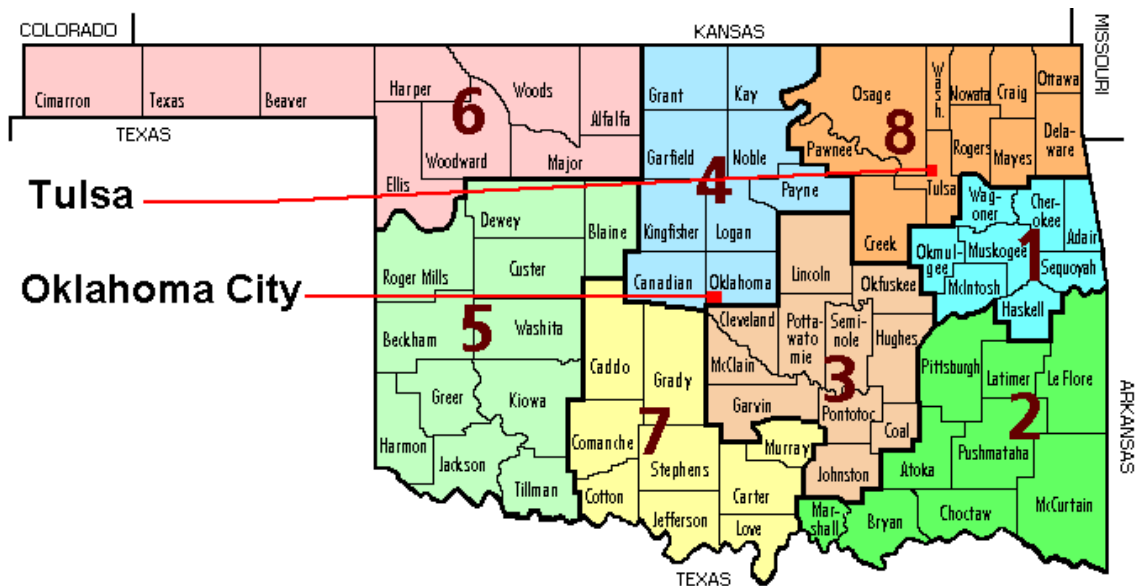 COLORADO
KANSAS
MISSOURI
Cimarron
Texas
Beaver
Harper
Woods
Alfalfa
Grant
Kay
Osage
Wash.
Nowata
Craig
Ottawa
TEXAS
6
Woodward
Major
Ellis
Garfield
Noble
4
Pawnee
8
Rogers
Mayes
Dela-
ware
Tulsa
Payne
Tulsa
Dewey
Blaine
Kingfisher
Logan
Creek
Wag-
oner
Cher-
okee
Adair
Roger Mills
Custer
Oklahoma City
Canadian
Oklahoma
Lincoln
Okfuskee
Okmul-
gee
Muskogee
1
Sequoyah
McIntosh
Haskell
Beckham
5
Washita
Caddo
Grady
Cleveland
McClain
Potta-
wato
mie
Semi-
nole
Hughes
3
Pittsburg
Latimer
Le Flore
ARKANSAS
Greer
Kiowa
Garvin
Pontotoc
Coal
2
Harmon
Jackson
Tillman
Comanche
7
Stephens
Murray
Johnston
Atoka
Pushmataha
Cotton
Jefferson
Carter
Love
Mar-
shall
Bryan
Choctaw
McCurtain
TEXAS